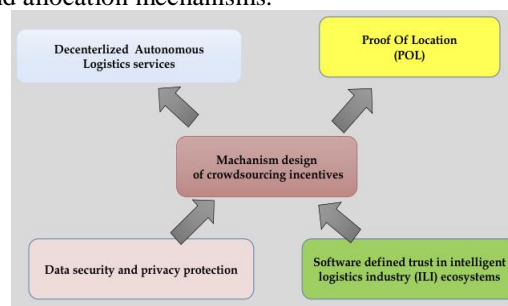 nd allocation mechanisms.
Decenterlized Autonomous
Logistics services
Proof Of Location
(POL)
Machanism design
of crowdsourcing incentives
Data security and privacy protection
Software defined trust in intelligent
logistics industry (ILI) ecosystems